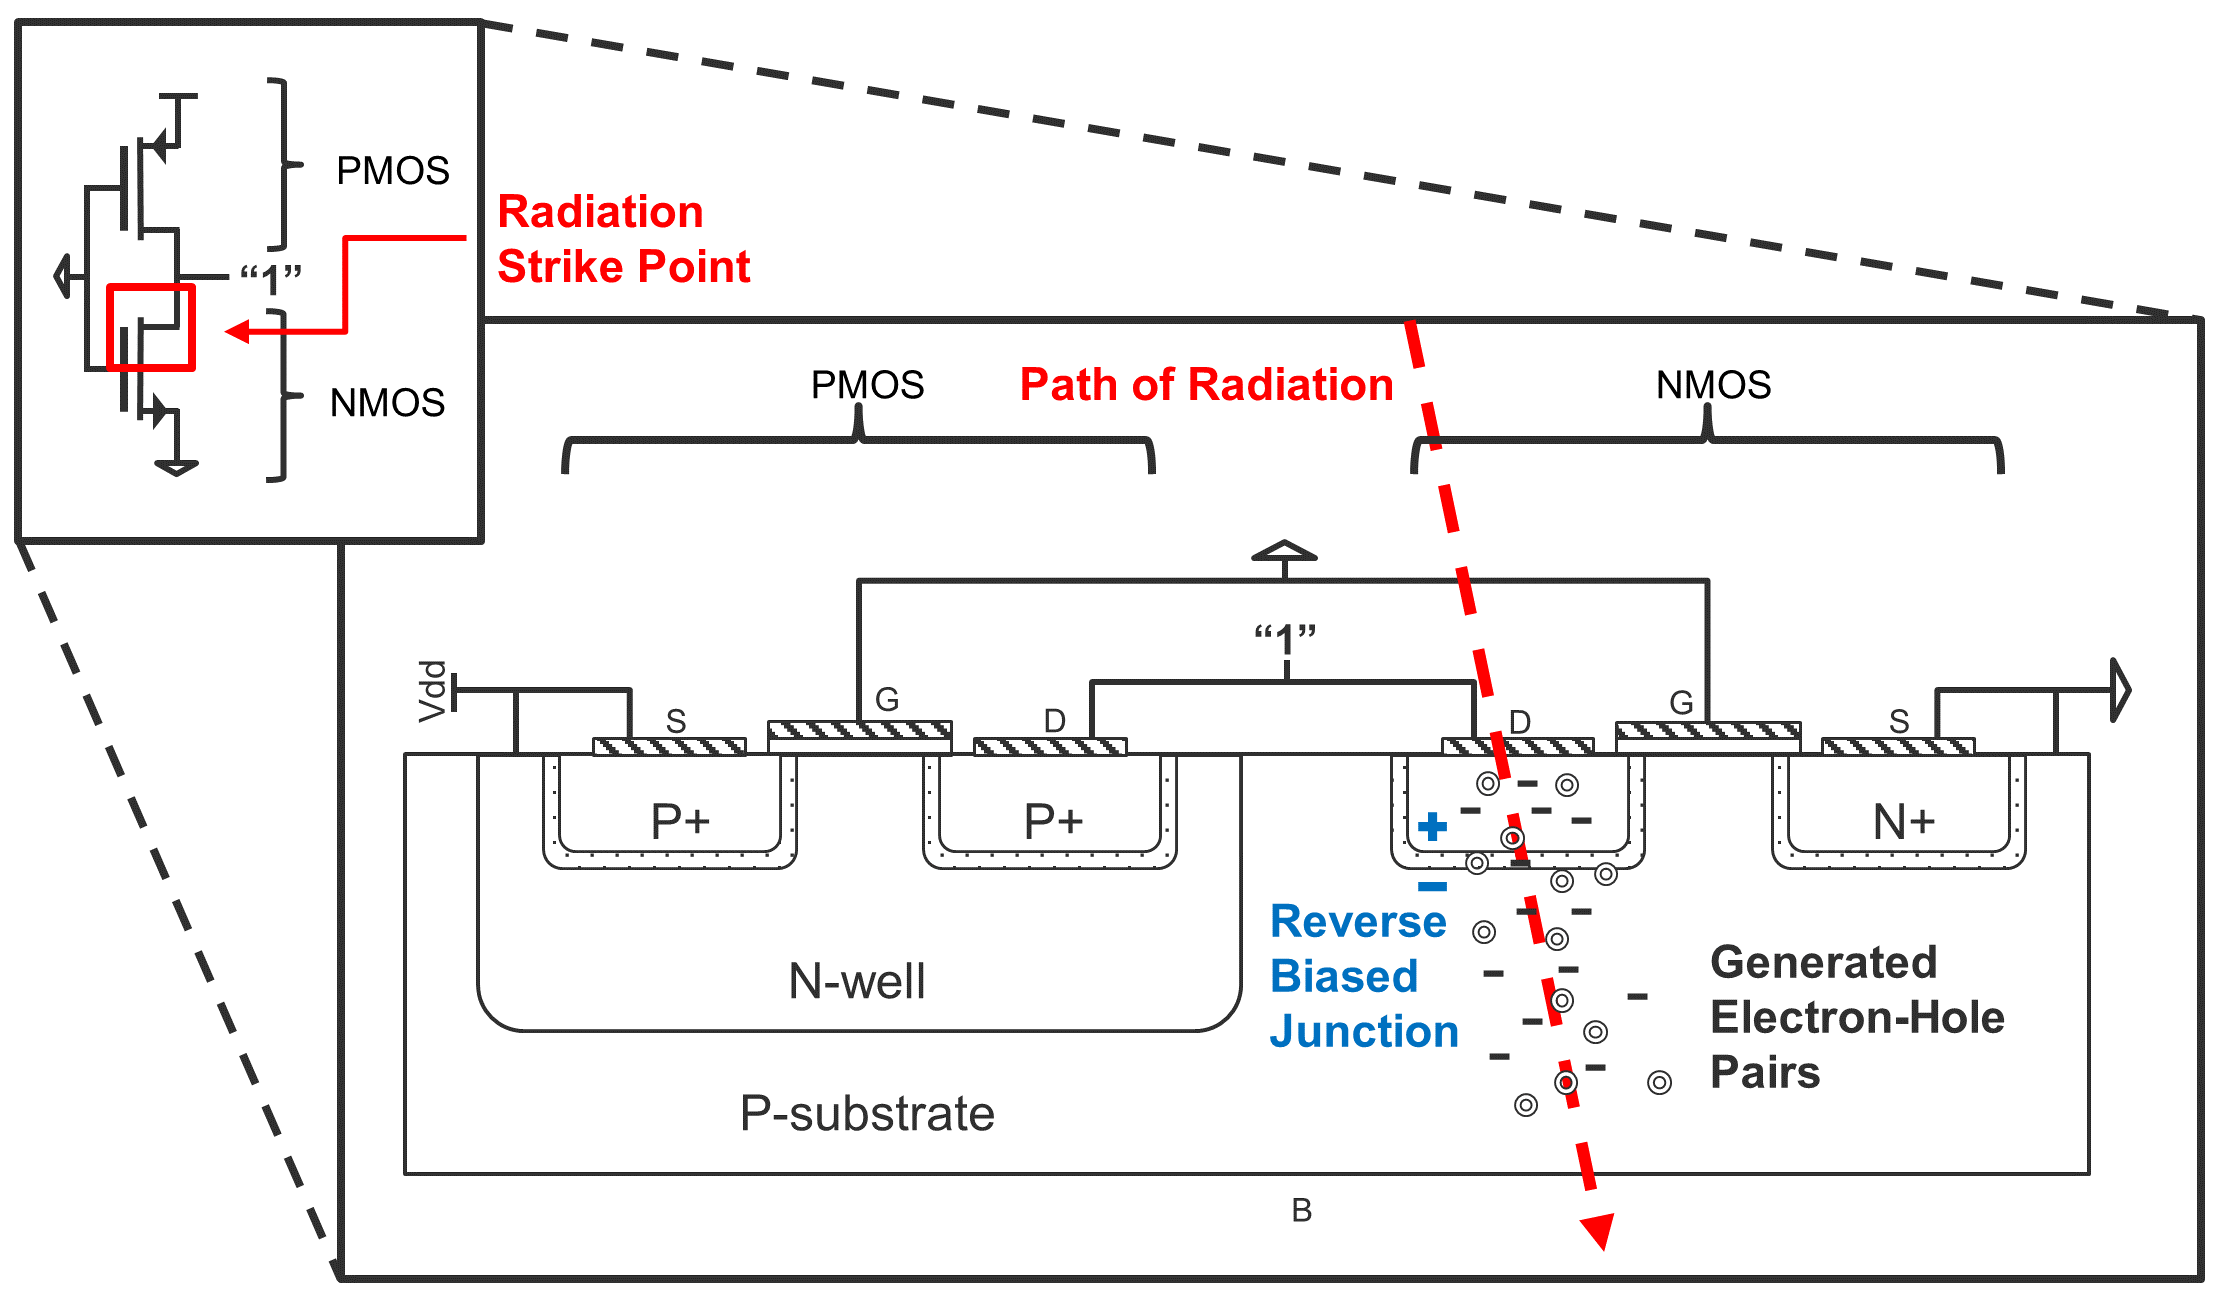 PMOS
“1”
NMOS
Radiation
Strike Point
PMOS
Path of Radiation
NMOS
“1”
Vdd
S
G
D
D
G
S
P+
P+
N+
+
-
Reverse
Biased
Junction
N-well
Generated
Electron-Hole
Pairs
P-substrate
B